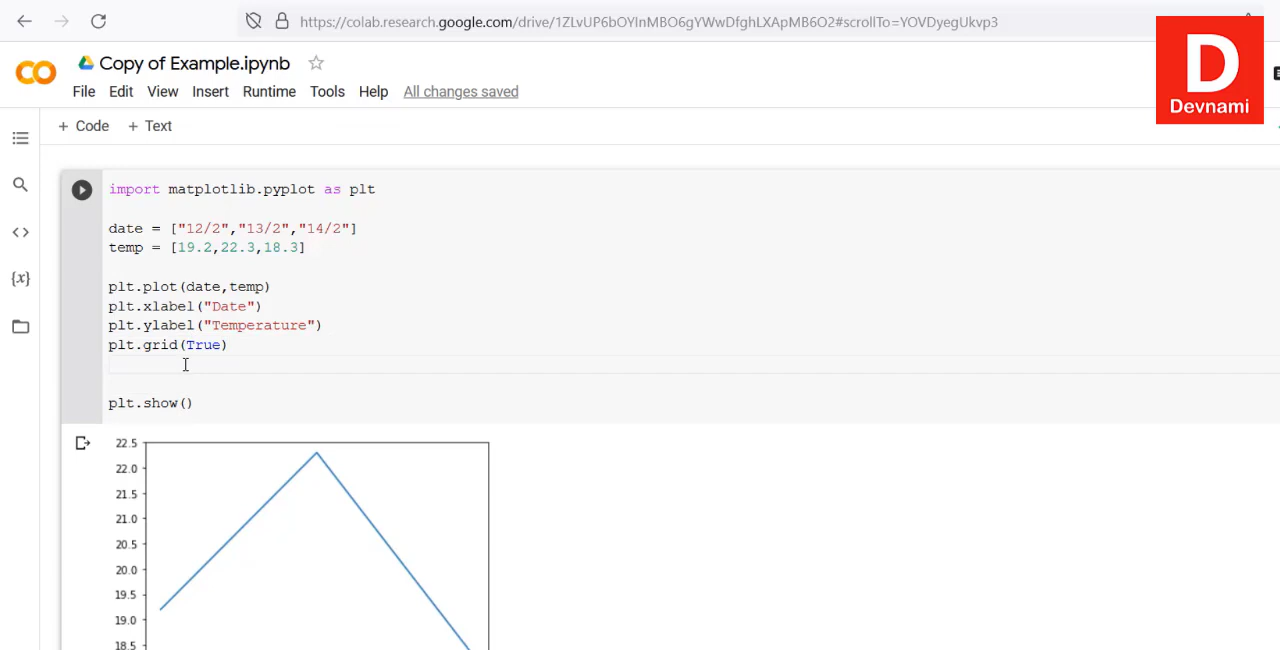 https://colab.research.google.com/drive/1ZLvUP6bOYInMBO6gYWwDfghLXApMB6O2#scrollTo=YOVDyegUkvp3
D
Devnami
CO
Copy of Example.ipynb
File Edit View Insert Runtime Tools Help All changes saved
+ Code + Text
import matplotlib.pyplot as plt
date = ["12/2","13/2","14/2"]
temp = [19.2,22.3,18.3]
plt.plot(date,temp)
plt.xlabel("Date")
plt.ylabel("Temperature")
plt.grid(True)
plt.show()
{x}
22.5
22.0
21.5
21.0
20.5
20.0
19.5
19.0
18.5